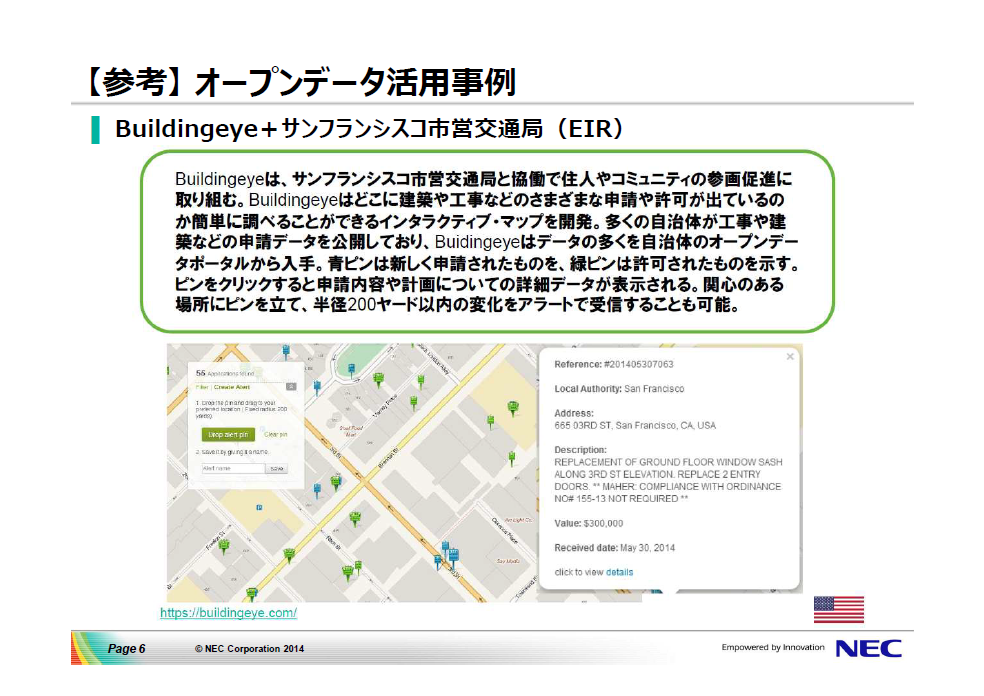 【参考】オープンデータ活用事例
Buildingeye＋サンフランシスコ市営交通局（EIR）
Buildingeyeは、サンフランシスコ市営交通局と協働で住人やコミュニティの参画促進に
取り組む。Buildingeyeはどこに建築や工事などのさまざまな申請や許可が出ているの
か簡単に調べることができるインタラクティブ・マップを開発。多くの自治体が工事や建
築などの申請データを公開しており、Buidingeyeはデータの多くを自治体のオープンデー
タポータルから入手。青ピンは新しく申請されたものを、緑ピンは許可されたものを示す。
ピンをクリックすると申請内容や計画についての詳細データが表示される。関心のある
場所にピンを立て、半径200ヤード以内の変化をアラートで受信することも可能。
56 Applications found
Filter | Create Alert
1. Drop the pin and drag to your
preferred location | Fixed radius: 200
yard(s)
Drop alert pin Clear pin
2. Save it by giving it a name.
Alert name Save
Brannan St
×
Reference: #201405307063
Local Authority: San Francisco
Address:
665 03RD ST, San Francisco, CA, USA
Description:
REPLACEMENT OF GROUND FLOOR WINDOW SASH
ALONG 3RD ST ELEVATION. REPLACE 2 ENTRY
DOORS. ** MAHER: COMPLIANCE WITH ORDINANCE
NO# 155-13 NOT REQUIRED **
Value: $300,000
Received date: May 30, 2014
click to view details
https://buildingeye.com/
Page 6
© NEC Corporation 2014
Empowered by Innovation
NEC